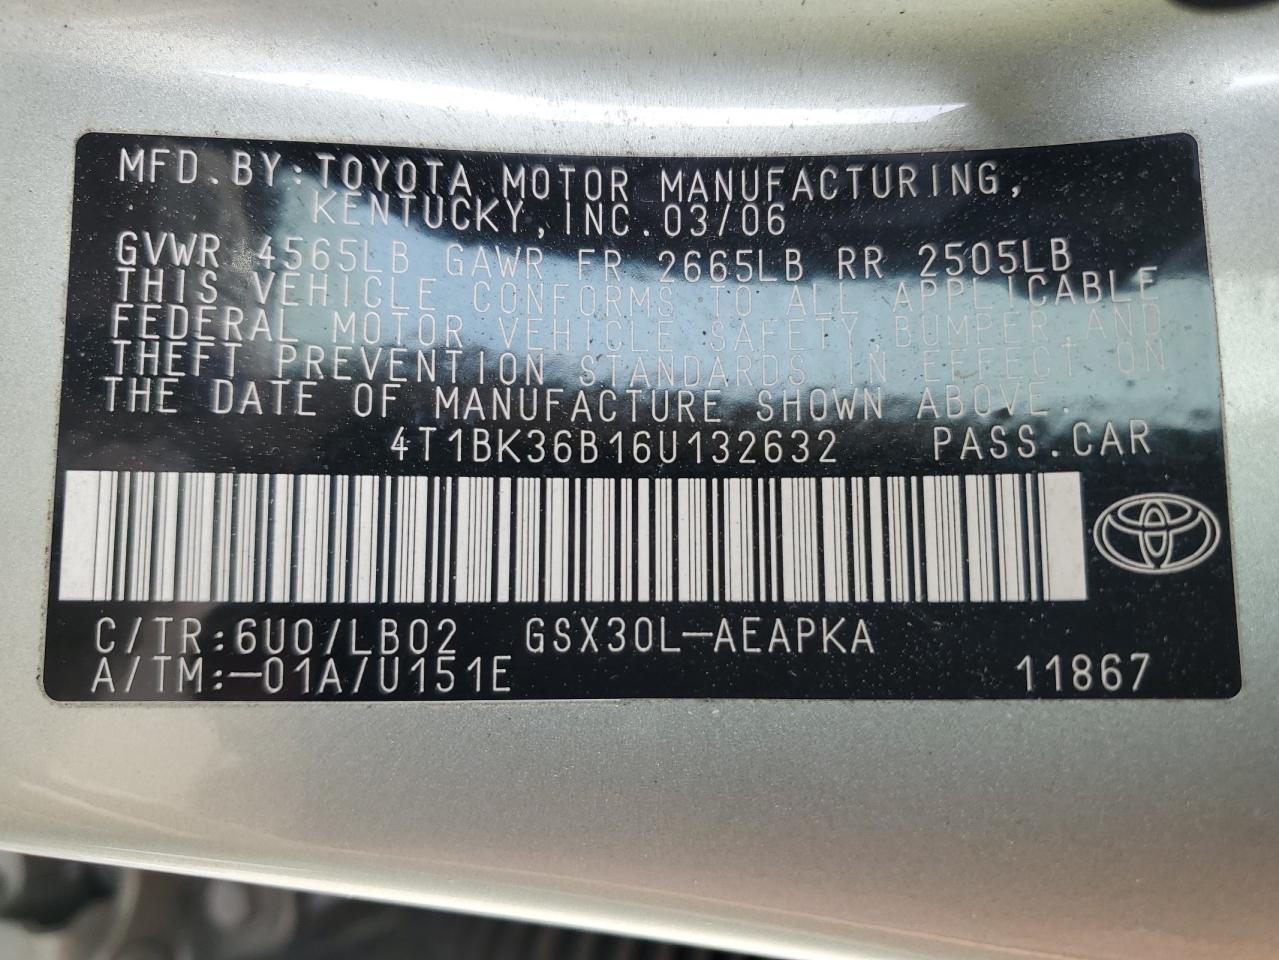 MFD.BY:TOYOTA MOTOR MANUFACTURING,
KENTUCKY,INC.03/06
GVWR 4565LB GAWR FR 2665LB RR 2505LB
THIS VEHICLE CONFORMS TO ALL APPLICABLE
FEDERAL MOTOR VEHICLE SAFETY,BUMPER,AND
THEFT PREVENTION STANDARDS IN EFFECT ON
THE DATE OF MANUFACTURE SHOWN ABOVE.
4T1BK36B16U132632 PASS.CAR
C/TR:6U0/LB02 GSX30L-AEAPKA
A/TM:-01A/U151E 11867